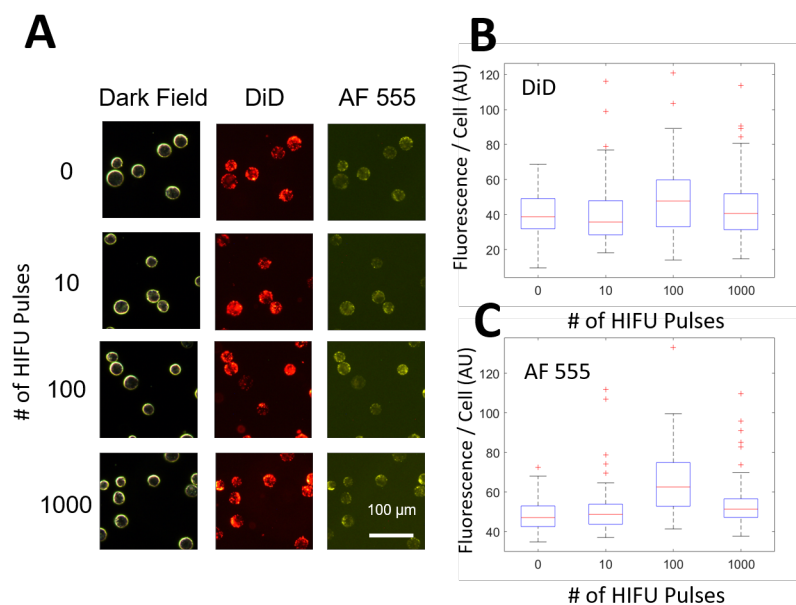 A
Dark Field DiD AF 555
# of HIFU Pulses
0
10
100
1000
100 µm
B
DiD
Fluorescence / Cell (AU)
120
100
80
60
40
20
0 10 100 1000
# of HIFU Pulses
C
AF 555
Fluorescence / Cell (AU)
120
100
80
60
40
0 10 100 1000
# of HIFU Pulses